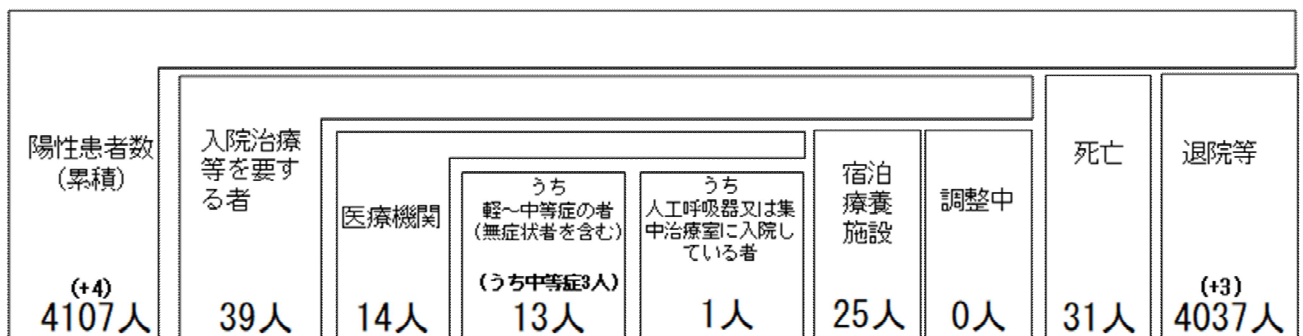 陽性患者数
(累積)
(+4)
4107人
入院治療
等を要す
る者
39人
医療機関
14人
うち
軽～中等症の者
(無症状者を含む)
(うち中等症3人)
13人
うち
人工呼吸器又は集
中治療室に入院し
ている者
1人
宿泊
療養
施設
25人
調整中
0人
死亡
31人
退院等
(+3)
4037人